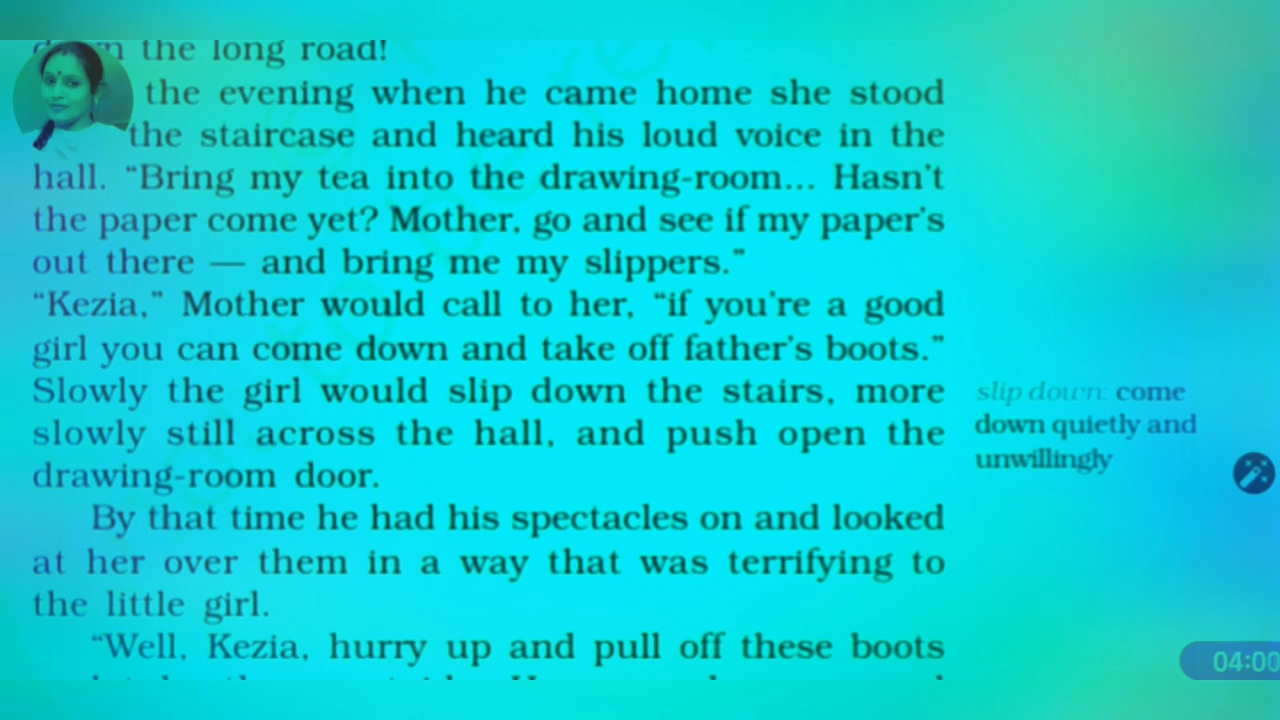 the long road!
the evening when he came home she stood
the staircase and heard his loud voice in the
hall. “Bring my tea into the drawing-room... Hasn't
the paper come yet? Mother, go and see if my paper's
out there — and bring me my slippers.”
“Kezia,” Mother would call to her, “if you're a good
girl you can come down and take off father's boots.”
Slowly the girl would slip down the stairs, more
slowly still across the hall, and push open the
drawing-room door.
By that time he had his spectacles on and looked
at her over them in a way that was terrifying to
the little girl.
“Well, Kezia, hurry up and pull off these boots
slip down: come
down quietly and
unwillingly
04:00